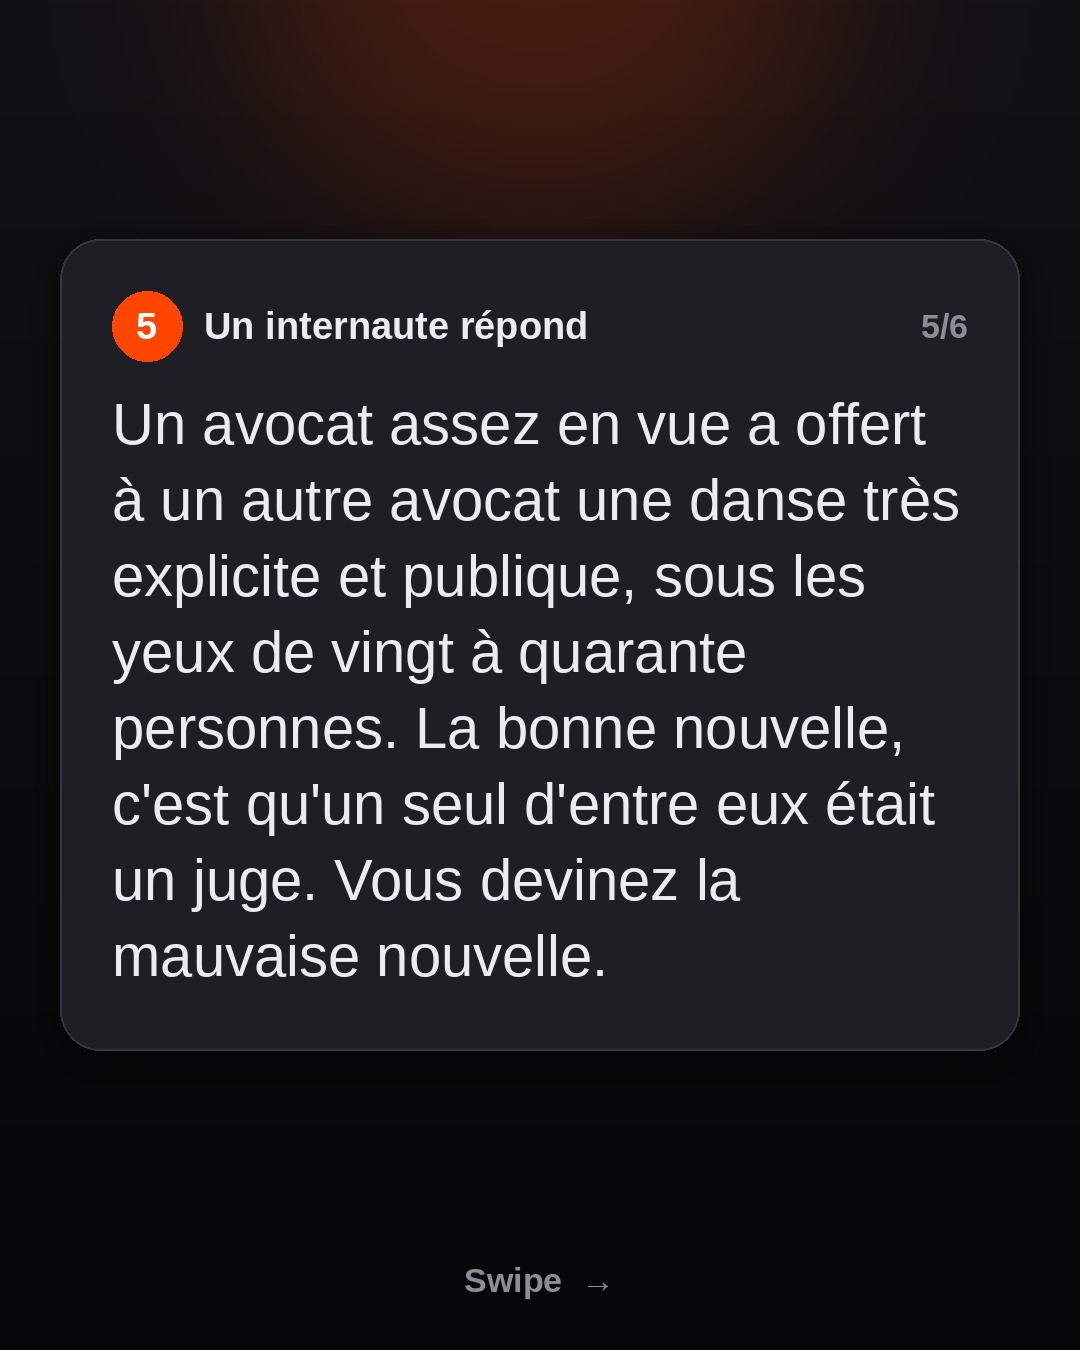 5 Un internaute répond 5/6
Un avocat assez en vue a offert
à un autre avocat une danse très
explicite et publique, sous les
yeux de vingt à quarante
personnes. La bonne nouvelle,
c'est qu'un seul d'entre eux était
un juge. Vous devinez la
mauvaise nouvelle.
Swipe →